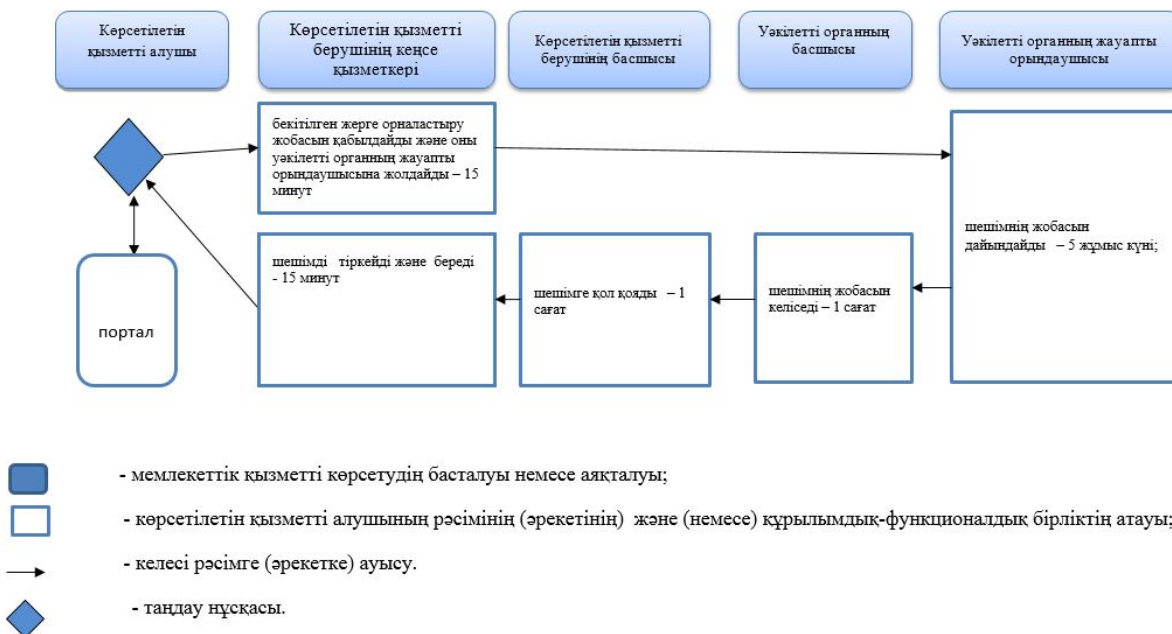 Көрсетілетін
қызметті алушы
Көрсетілетін қызметті
берушінің кеңсе
қызметкері
Көрсетілетін қызметті
берушінің басшысы
Уәкілетті органның
басшысы
Уәкілетті органның жауапты
орындаушысы
бекітілген жерге орналастыру
жобасын қабылдайды және оны
уәкілетті органның жауапты
орындаушысына жолдайды – 15
минут
шешімнің жобасын
дайындайды – 5 жұмыс күні;
шешімді тіркейді және береді
- 15 минут
шешімге қол қояды – 1
сағат
шешімнің жобасын
келіседі – 1 сағат
портал
- мемлекеттік қызметті көрсетудің басталуы немесе аяқталуы;
- көрсетілетін қызметті алушының рәсімінің (әрекетінің) және (немесе) құрылымдық-функционалдық бірліктің атауы;
- келесі рәсімге (әрекетке) ауысу.
- таңдау нұсқасы.